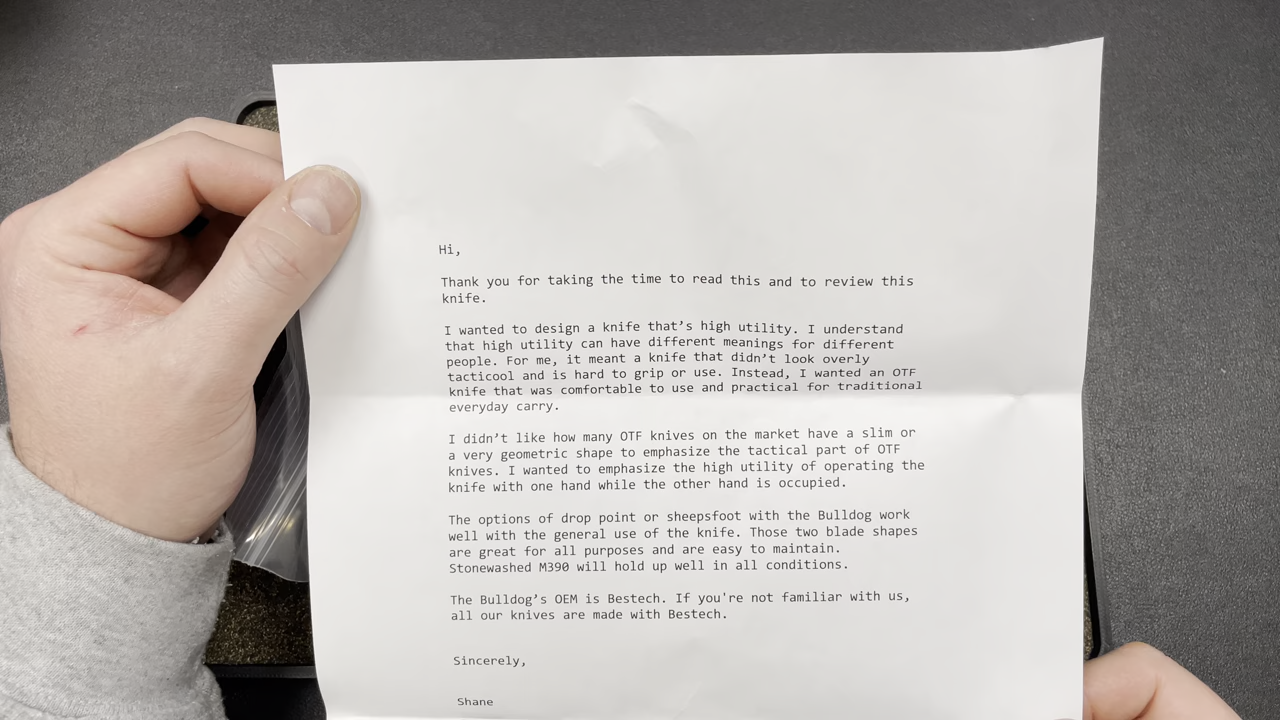 Hi,
Thank you for taking the time to read this and to review this
knife.
I wanted to design a knife that’s high utility. I understand
that high utility can have different meanings for different
people. For me, it meant a knife that didn’t look overly
tacticool and is hard to grip or use. Instead, I wanted an OTF
knife that was comfortable to use and practical for traditional
everyday carry.
I didn’t like how many OTF knives on the market have a slim or
a very geometric shape to emphasize the tactical part of OTF
knives. I wanted to emphasize the high utility of operating the
knife with one hand while the other hand is occupied.
The options of drop point or sheepsfoot with the Bulldog work
well with the general use of the knife. Those two blade shapes
are great for all purposes and are easy to maintain.
Stonewashed M390 will hold up well in all conditions.
The Bulldog’s OEM is Bestech. If you're not familiar with us,
all our knives are made with Bestech.
Sincerely,
Shane